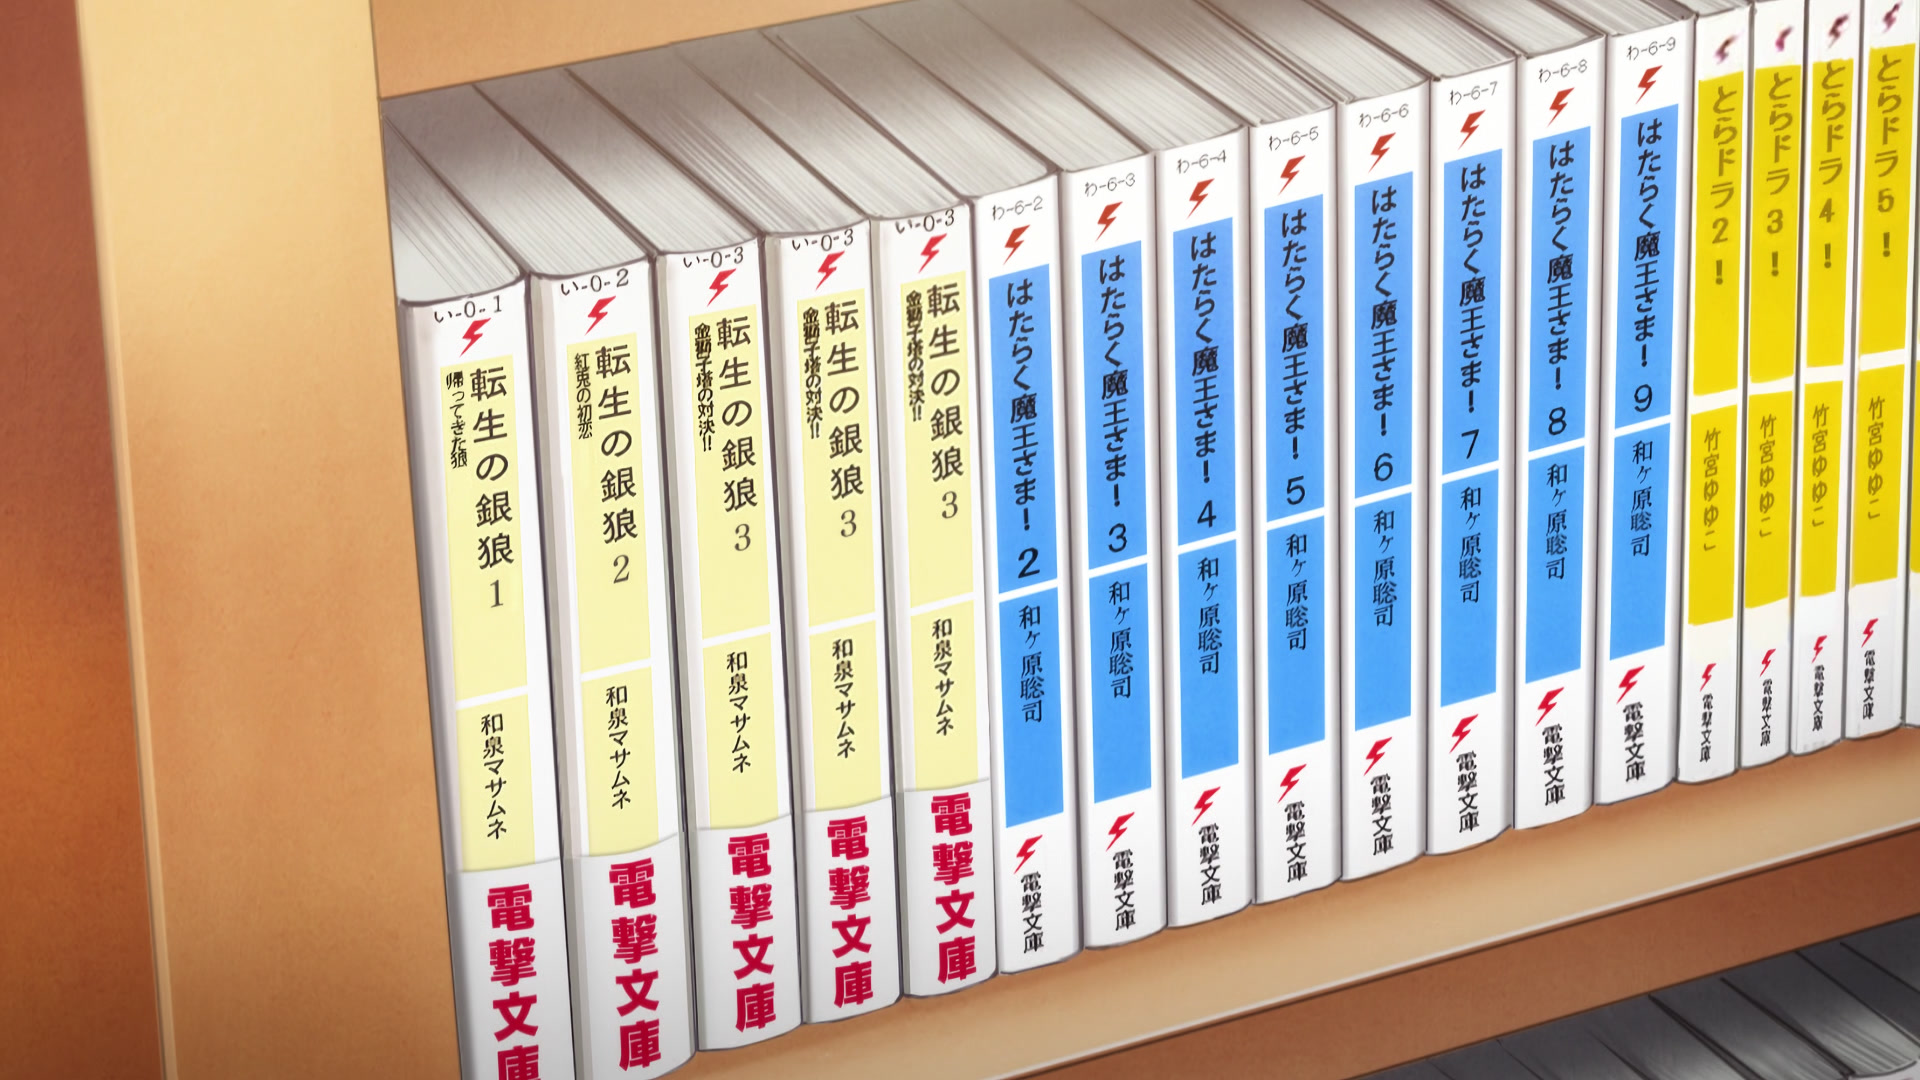 い-0-1
転生の銀狼 1
帰ってきた狼
和泉マサムネ
電撃文庫
い-0-2
転生の銀狼 2
紅兎の初恋
和泉マサムネ
電撃文庫
い-0-3
転生の銀狼 3
金獅子塔の対決!!
和泉マサムネ
電撃文庫
い-0-3
転生の銀狼 3
金獅子塔の対決!!
和泉マサムネ
電撃文庫
い-0-3
転生の銀狼 3
金獅子塔の対決!!
和泉マサムネ
電撃文庫
わ-6-2
はたらく魔王さま! 2
和ヶ原聡司
電撃文庫
わ-6-3
はたらく魔王さま! 3
和ヶ原聡司
電撃文庫
わ-6-4
はたらく魔王さま! 4
和ヶ原聡司
電撃文庫
わ-6-5
はたらく魔王さま! 5
和ヶ原聡司
電撃文庫
わ-6-6
はたらく魔王さま! 6
和ヶ原聡司
電撃文庫
わ-6-7
はたらく魔王さま! 7
和ヶ原聡司
電撃文庫
わ-6-8
はたらく魔王さま! 8
和ヶ原聡司
電撃文庫
わ-6-9
はたらく魔王さま! 9
和ヶ原聡司
電撃文庫
とらドラ2!
竹宮ゆゆこ
電撃文庫
とらドラ3!
竹宮ゆゆこ
電撃文庫
とらドラ4!
竹宮ゆゆこ
電撃文庫
とらドラ5!
竹宮ゆゆこ
電撃文庫